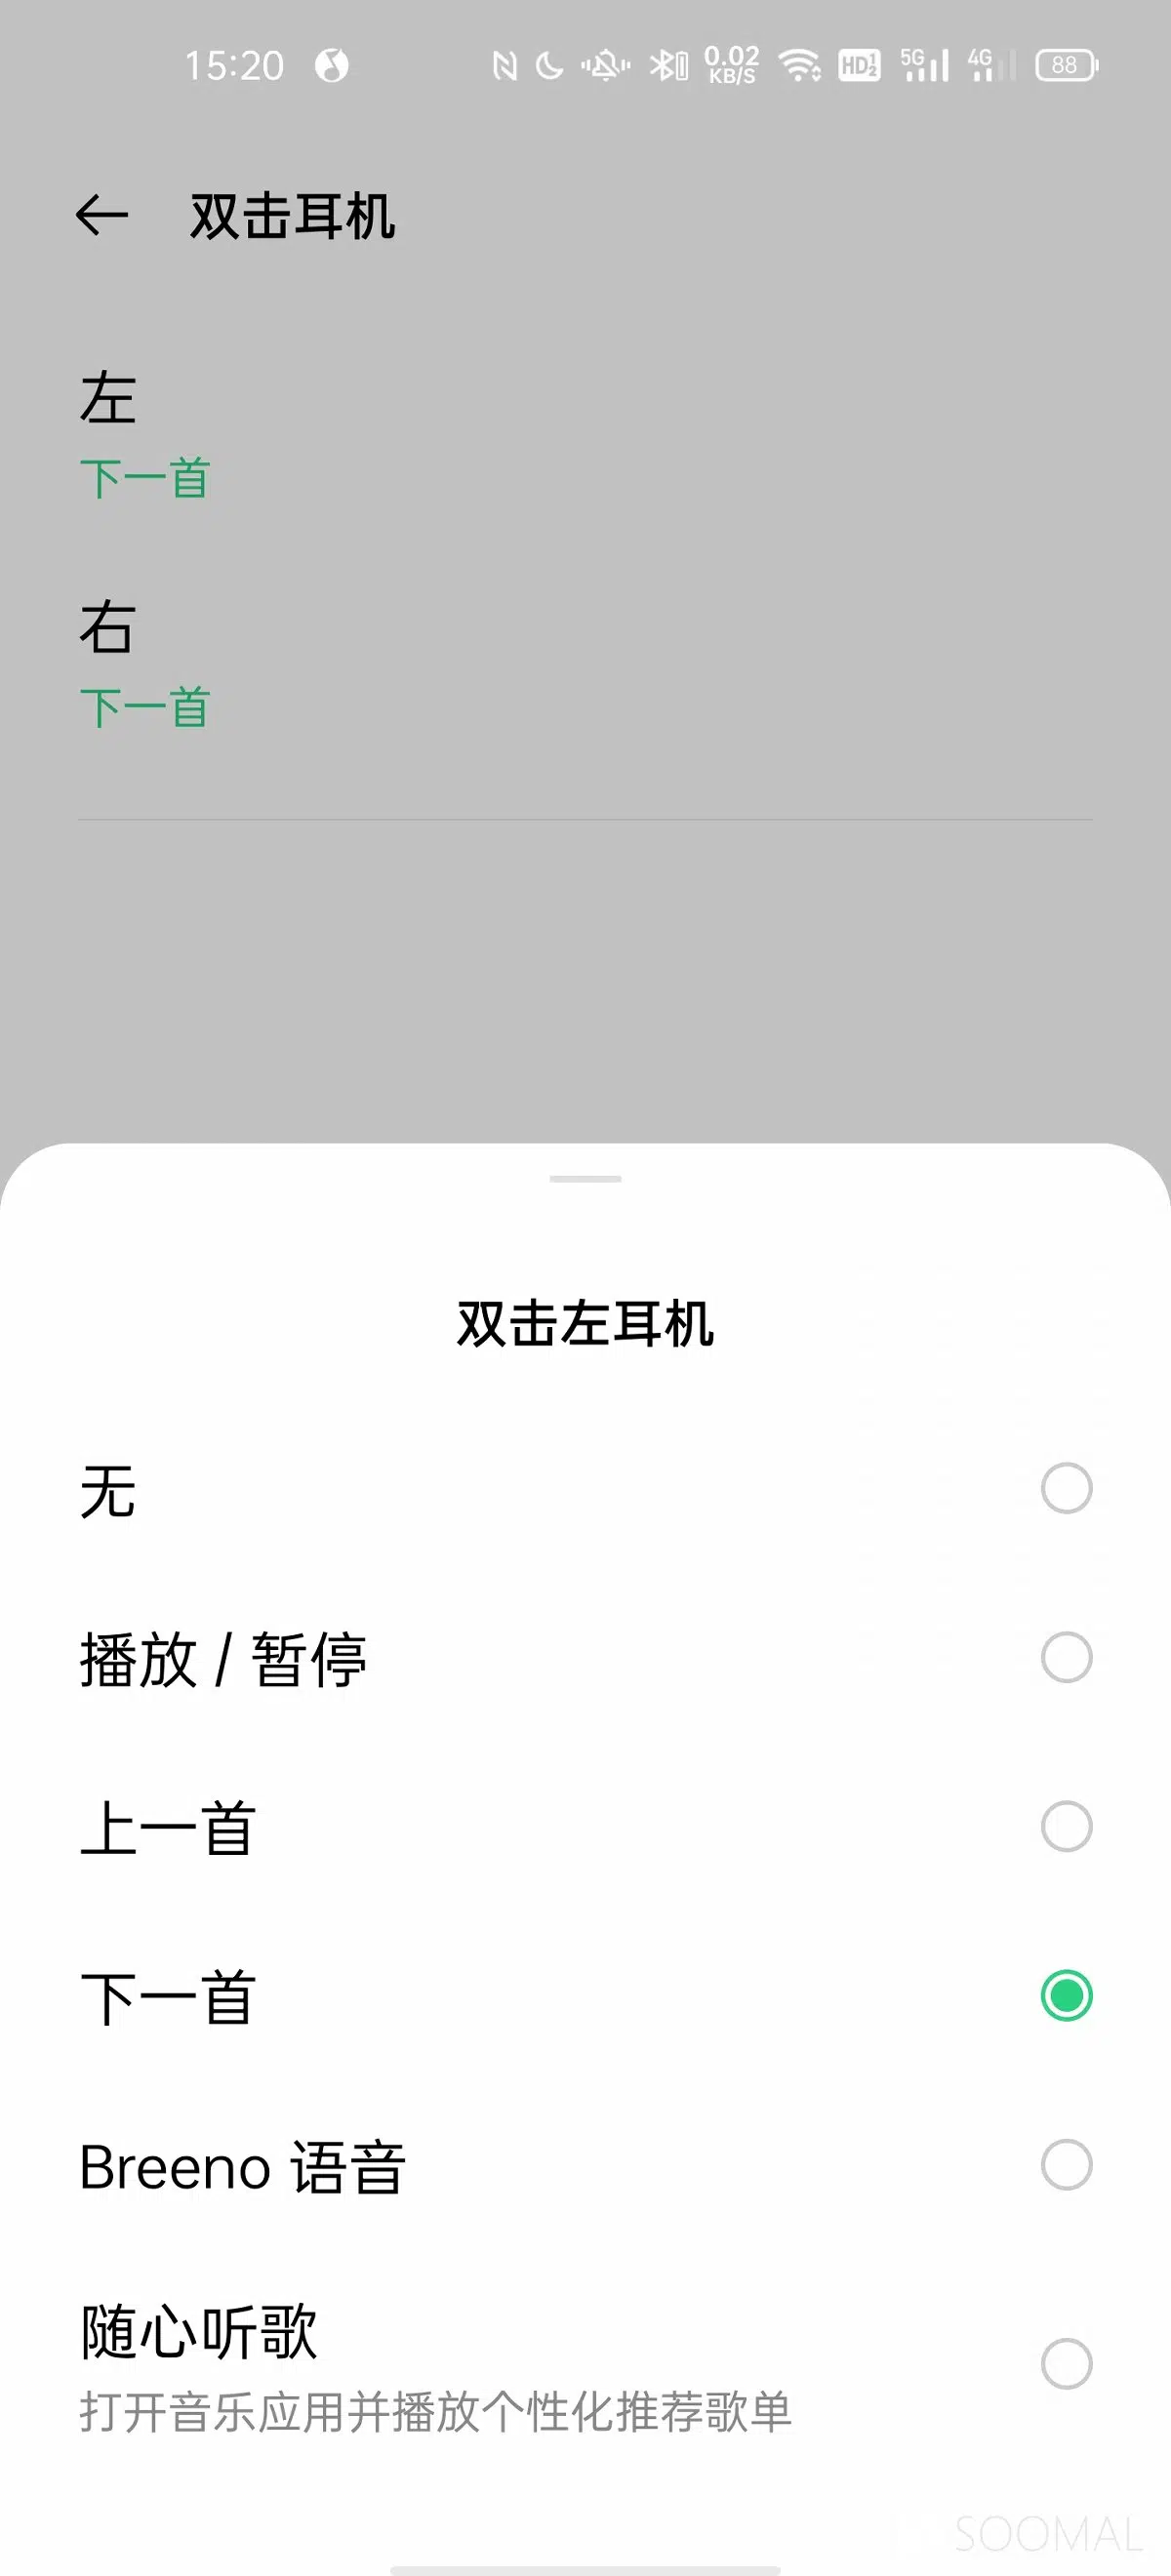 15:20 0.02 KB/S HD 1 2 5G 4G 88
双击耳机
左
下一首
右
下一首
双击左耳机
无
播放 / 暂停
上一首
下一首
Breeno 语音
随心听歌
打开音乐应用并播放个性化推荐歌单
SOOMAL